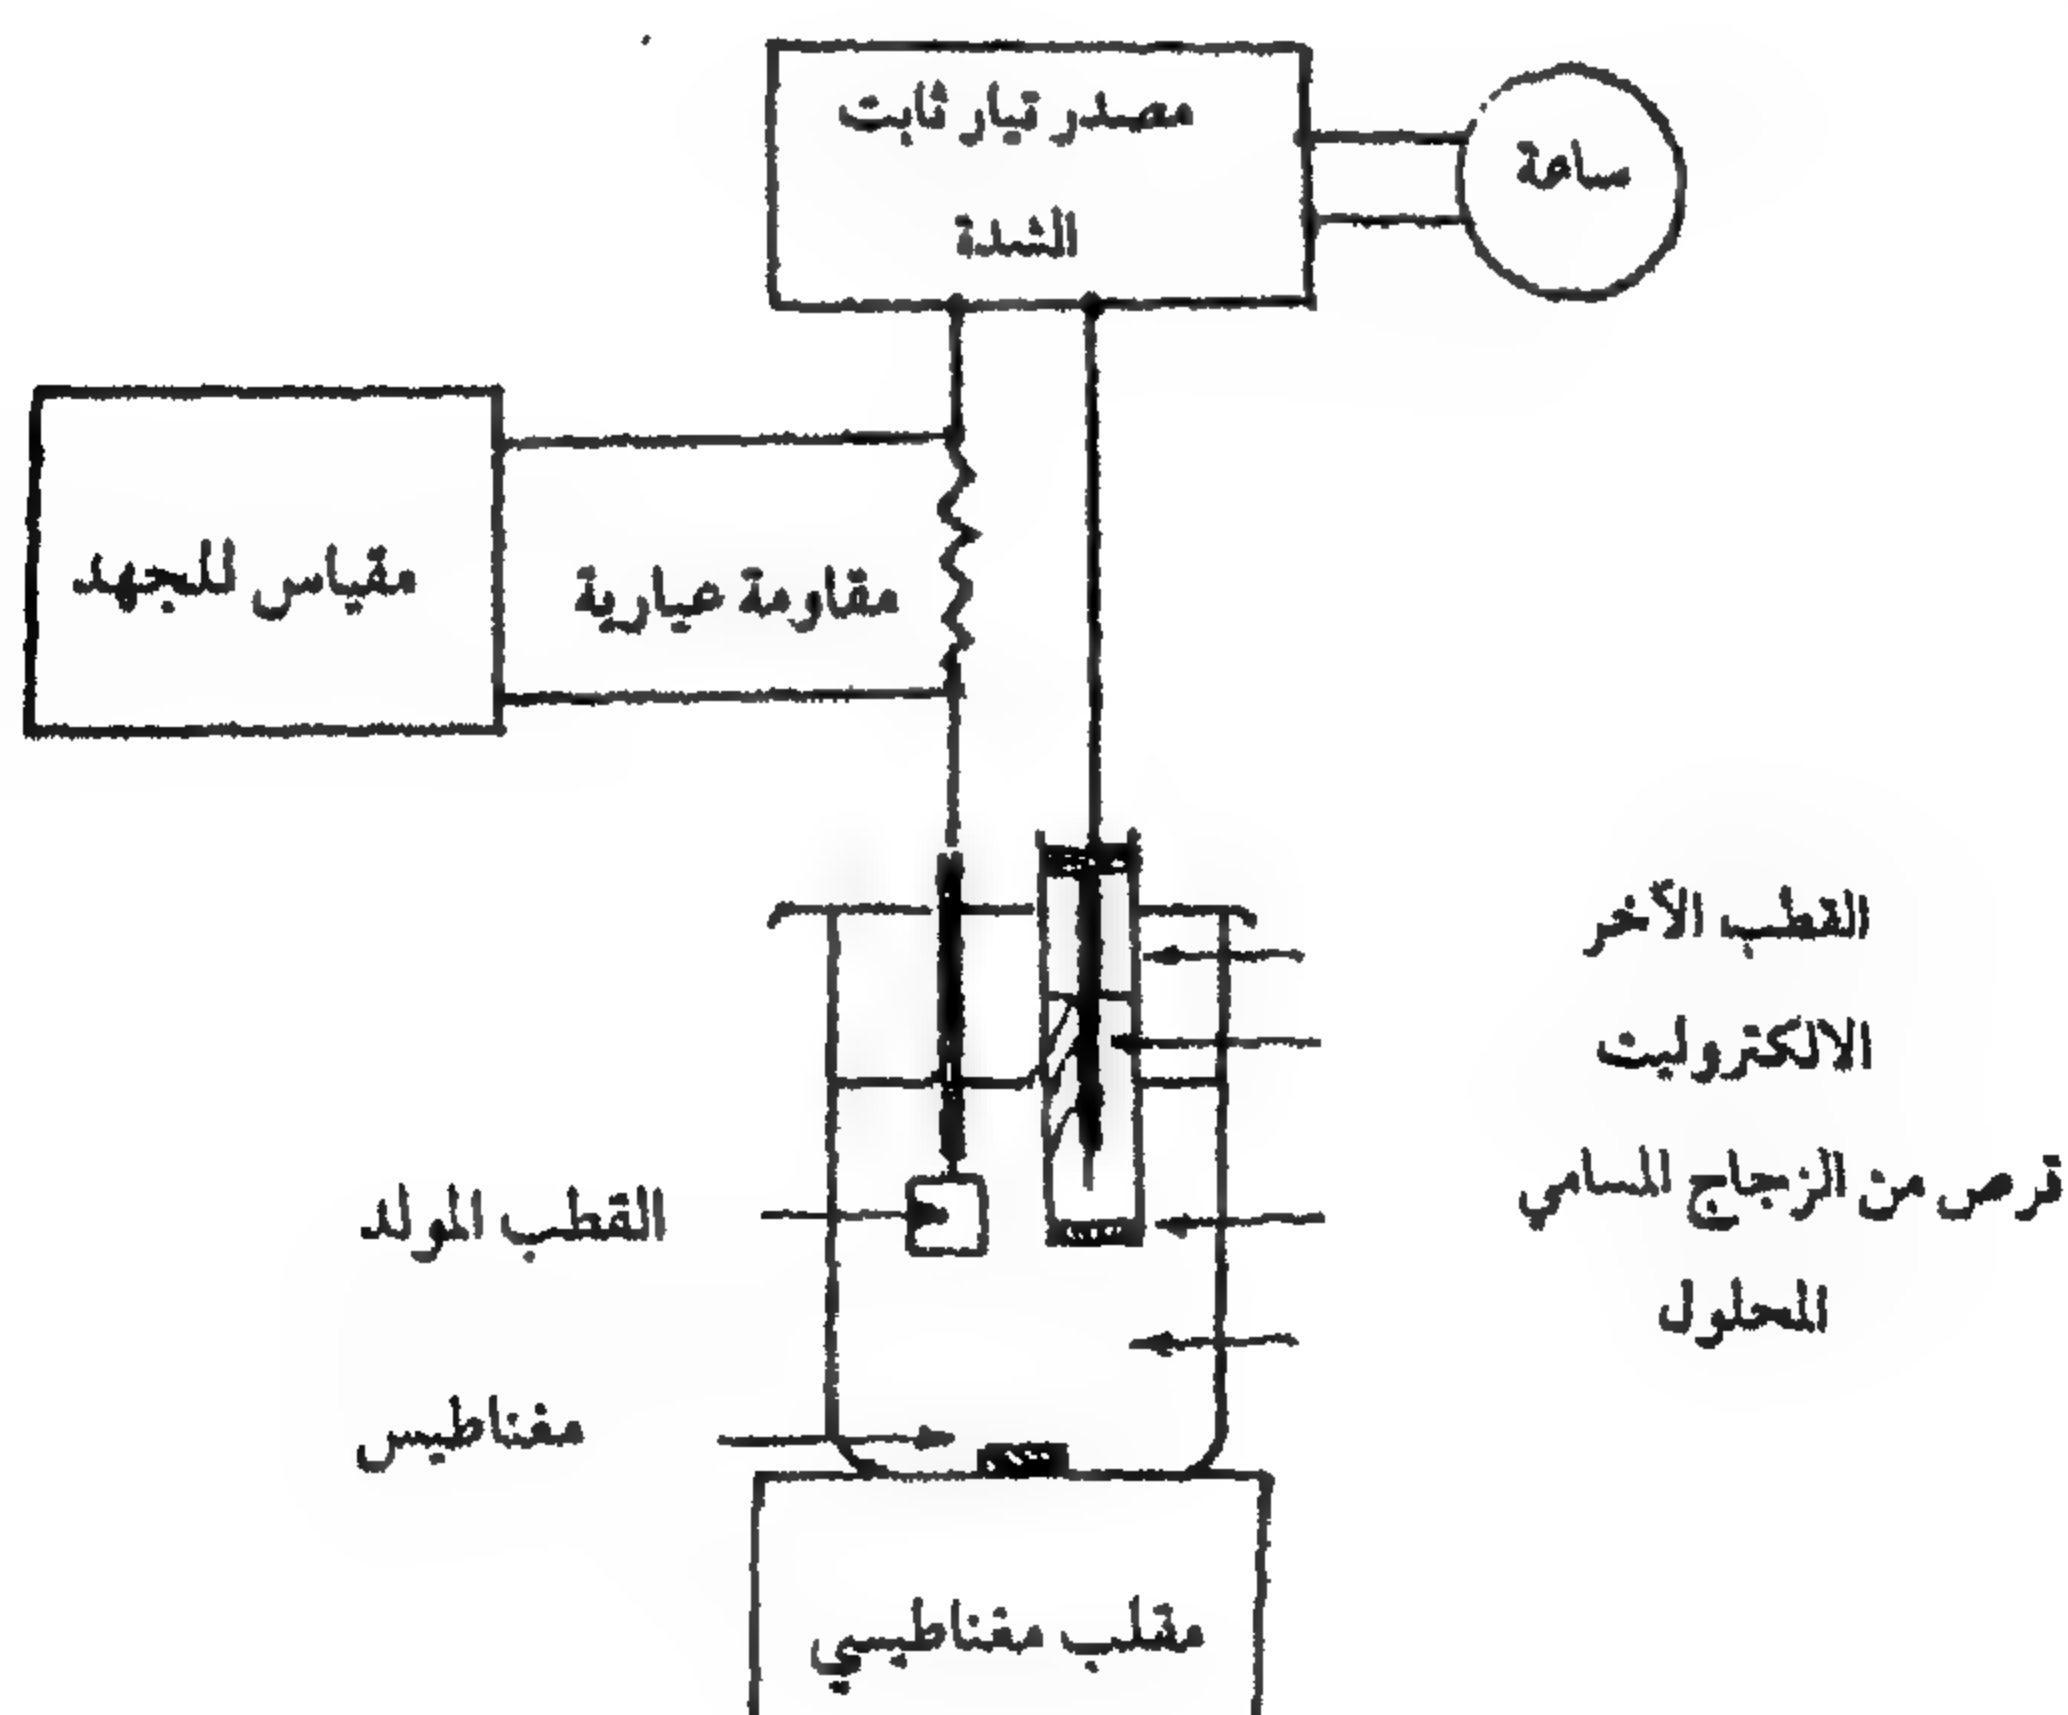 مصدر تيار ثابت
الشدة
ساعة
مقياس للجهد
مقاومة عيارية
القطب الآخر
الالكتروليت
قرص من الزجاج المسامي
القطب المولد
المحلول
مغناطيس
مقلب مغناطيسي